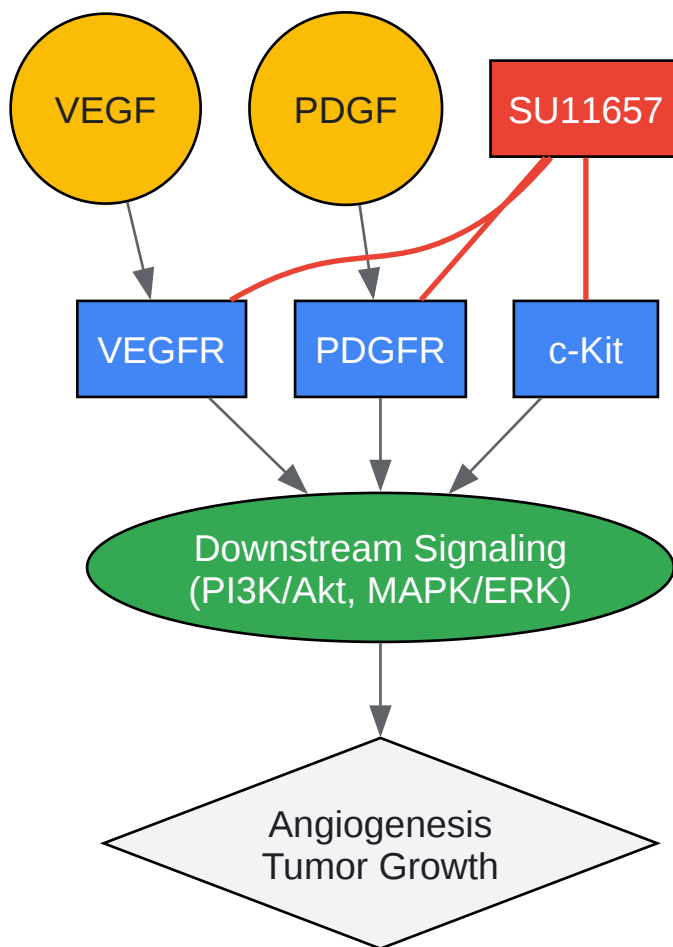 VEGF
PDGF
SU11657
VEGFR
PDGFR
c-Kit
Downstream Signaling
(PI3K/Akt, MAPK/ERK)
Angiogenesis
Tumor Growth